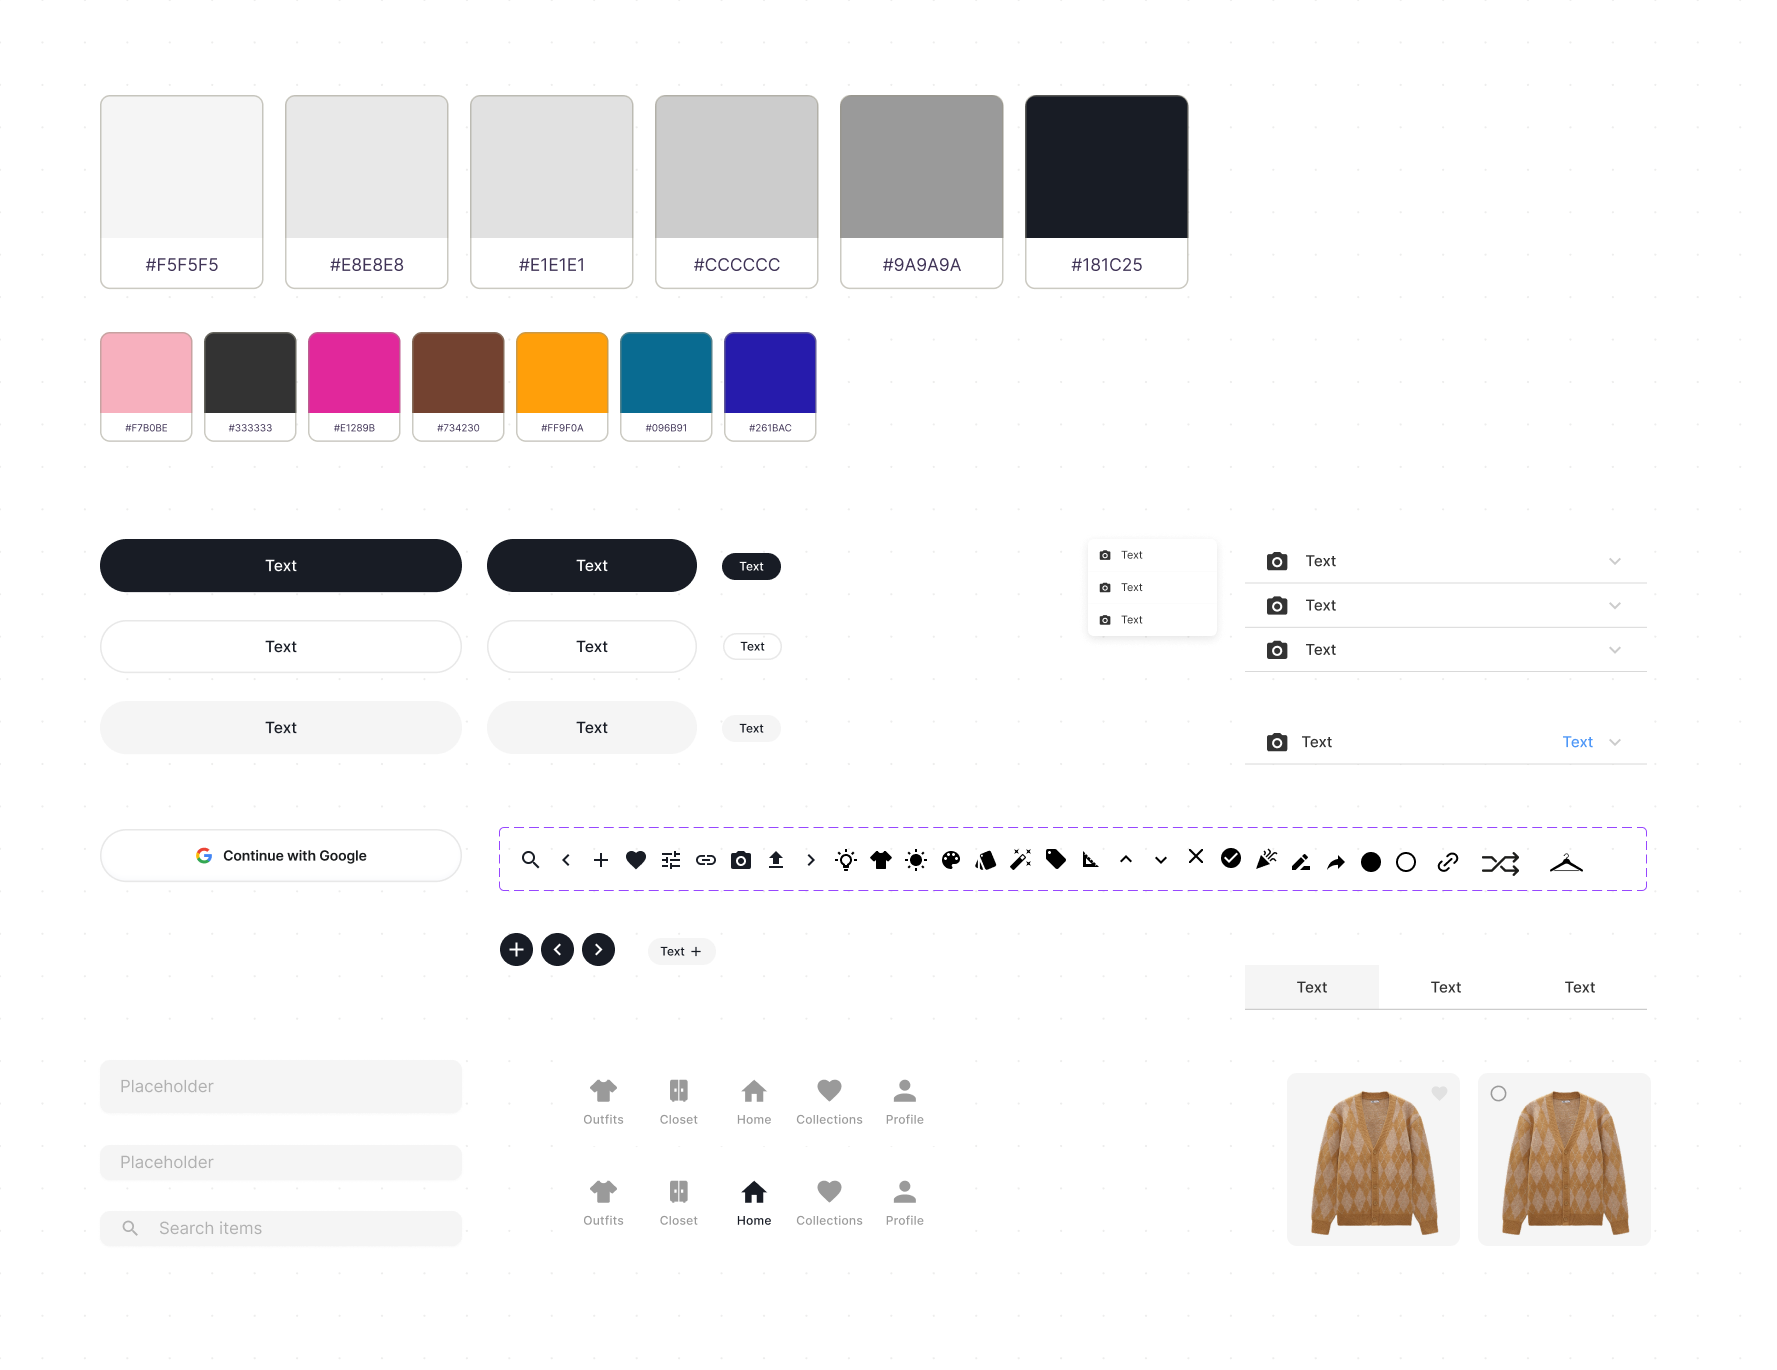 #F5F5F5 #E8E8E8 #E1E1E1 #CCCCCC #9A9A9A #181C25
#F7B0BE #333333 #E1289B #734230 #FF9F0A #096B91 #261BAC
Text Text Text
Text Text Text
Text Text Text
Text
Text
Text
Text
Text
Text
Text Text
Continue with Google
Text
Text Text Text
Placeholder
Placeholder
Search items
Outfits Closet Home Collections Profile
Outfits Closet Home Collections Profile